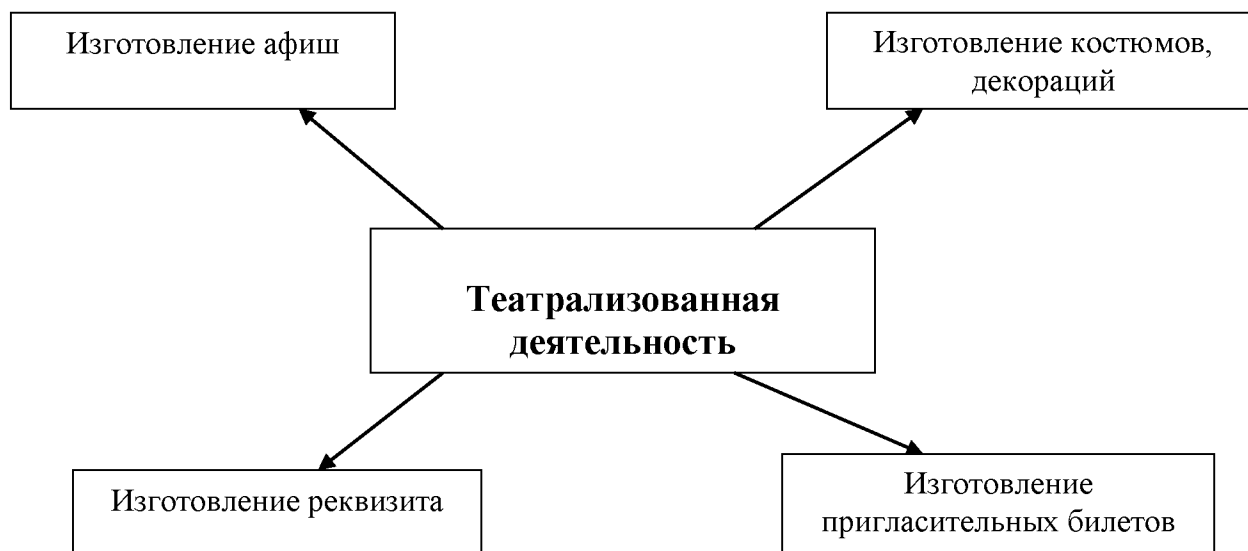 Изготовление афиш
Изготовление костюмов,
декораций
Театрализованная
деятельность
Изготовление реквизита
Изготовление
пригласительных билетов